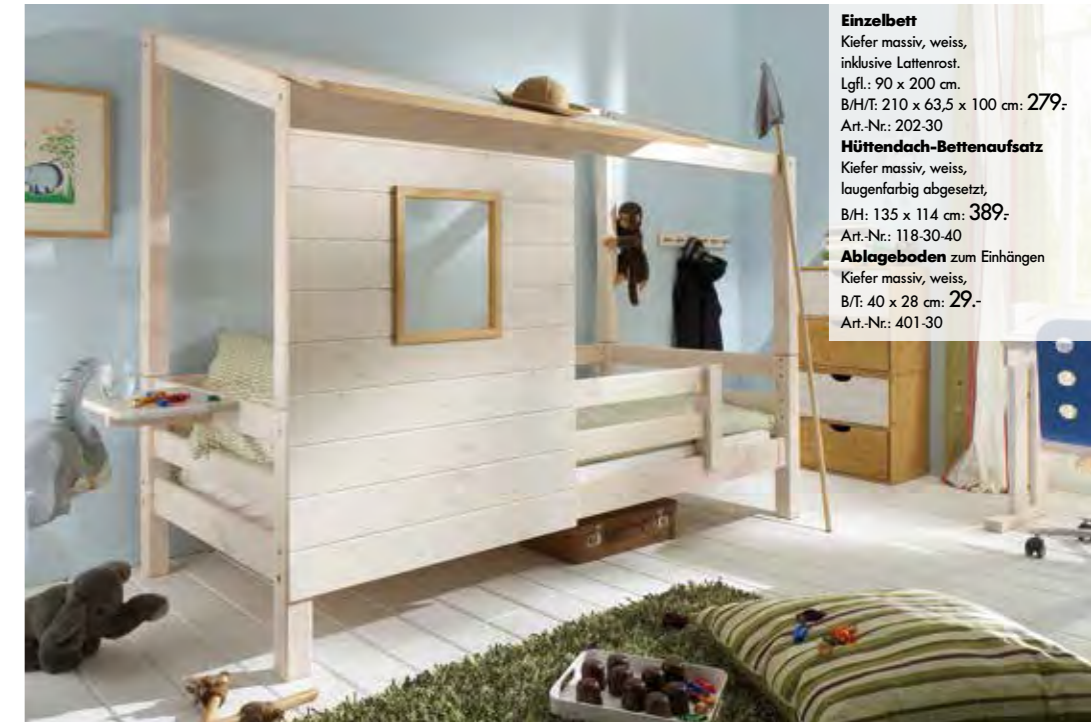 Einzelbett
Kiefer massiv, weiss,
inklusive Lattenrost.
Lgfl.: 90 x 200 cm.
B/H/T: 210 x 63,5 x 100 cm: 279.-
Art.-Nr.: 202-30
Hüttendach-Bettenaufsatz
Kiefer massiv, weiss,
laugenfarbig abgesetzt,
B/H: 135 x 114 cm: 389.-
Art.-Nr.: 118-30-40
Ablageboden zum Einhängen
Kiefer massiv, weiss,
B/T: 40 x 28 cm: 29.-
Art.-Nr.: 401-30